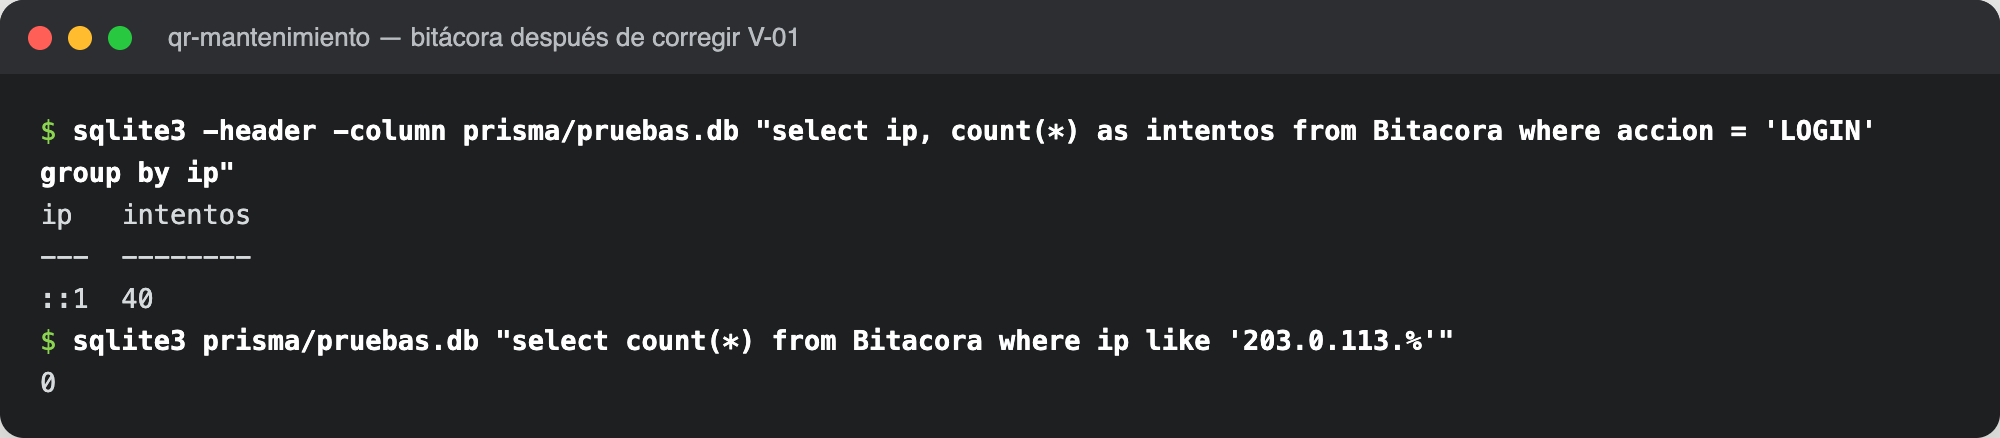 qr-mantenimiento — bitácora después de corregir V-01
$ sqlite3 -header -column prisma/pruebas.db "select ip, count(*) as intentos from Bitacora where accion = 'LOGIN'
group by ip"
ip   intentos
---  --------
::1  40
$ sqlite3 prisma/pruebas.db "select count(*) from Bitacora where ip like '203.0.113.%'"
0